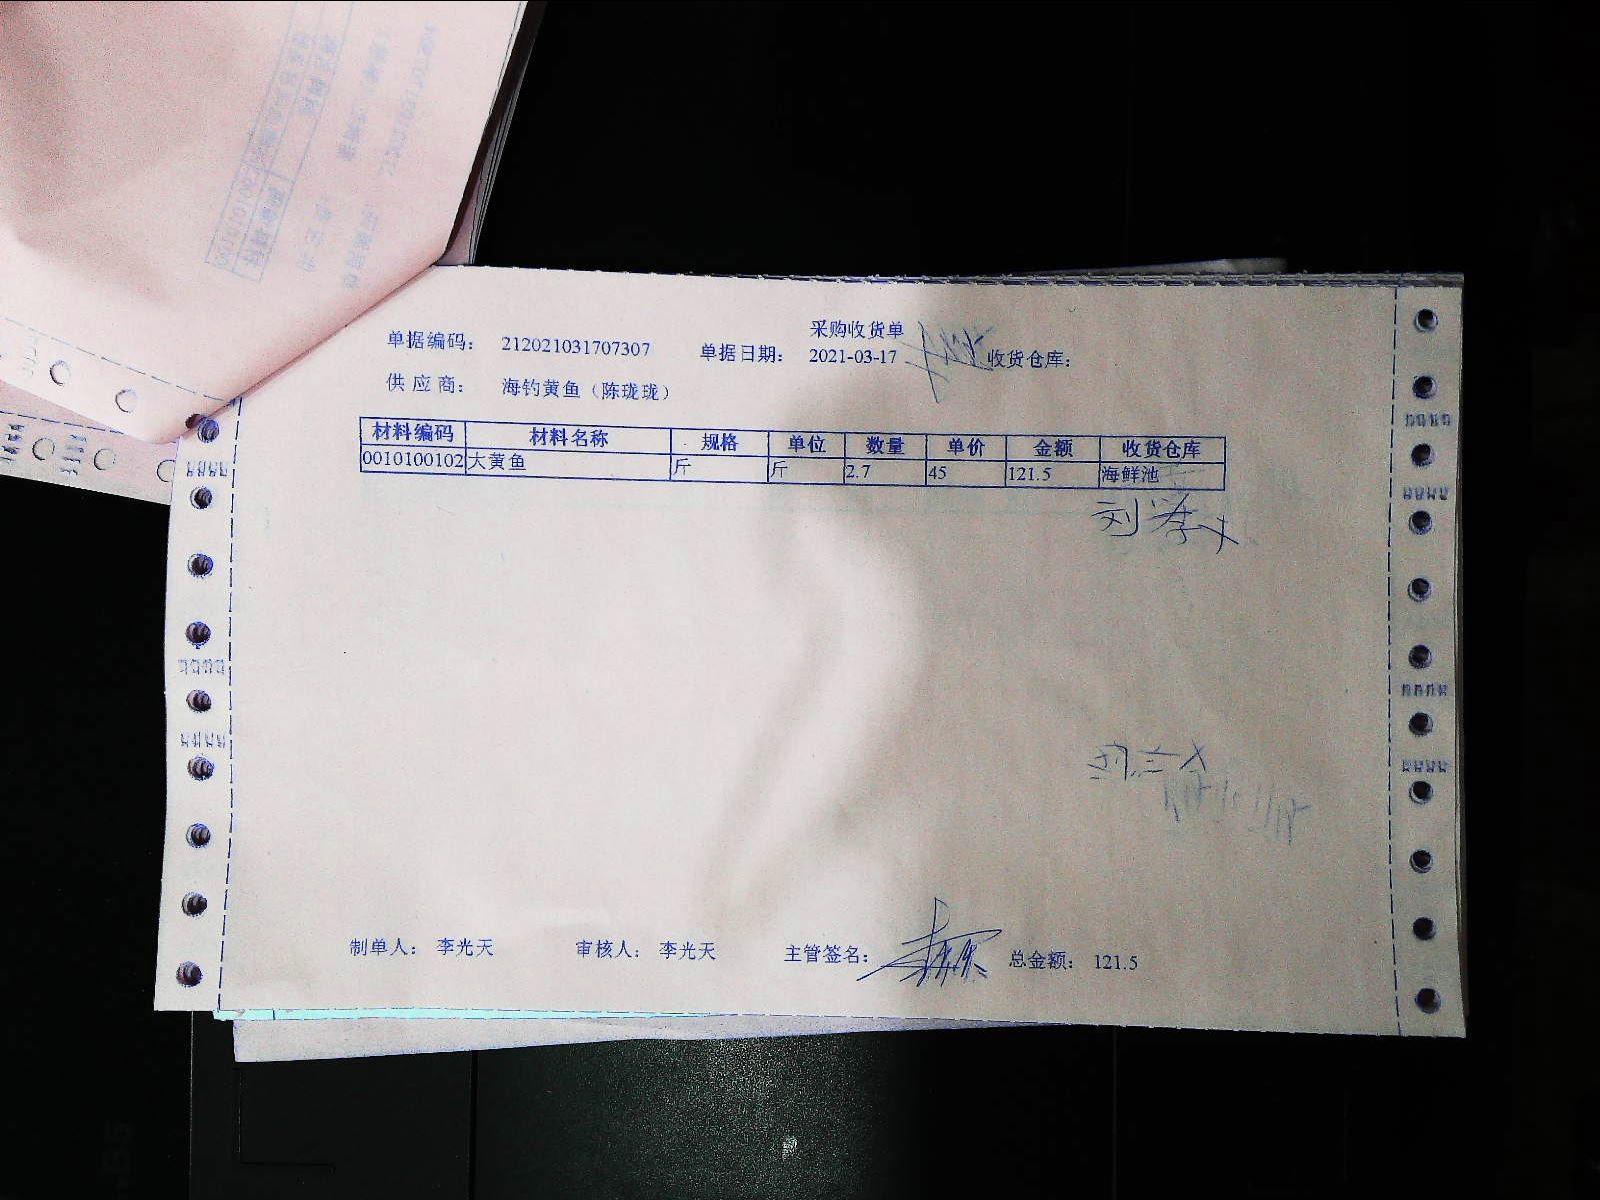 采购收货单
单据编码： 212021031707307 单据日期： 2021-03-17 收货仓库：
供应商： 海钓黄鱼（陈珑珑）
材料编码 材料名称 规格 单位 数量 单价 金额 收货仓库
0010100102 大黄鱼 斤 斤 2.7 45 121.5 海鲜池
制单人： 李光天 审核人： 李光天 主管签名： 总金额： 121.5